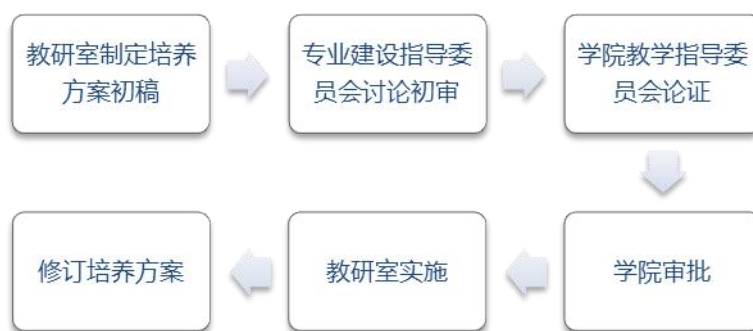 教研室制定培养
方案初稿
专业建设指导委
员会讨论初审
学院教学指导委
员会论证
学院审批
教研室实施
修订培养方案